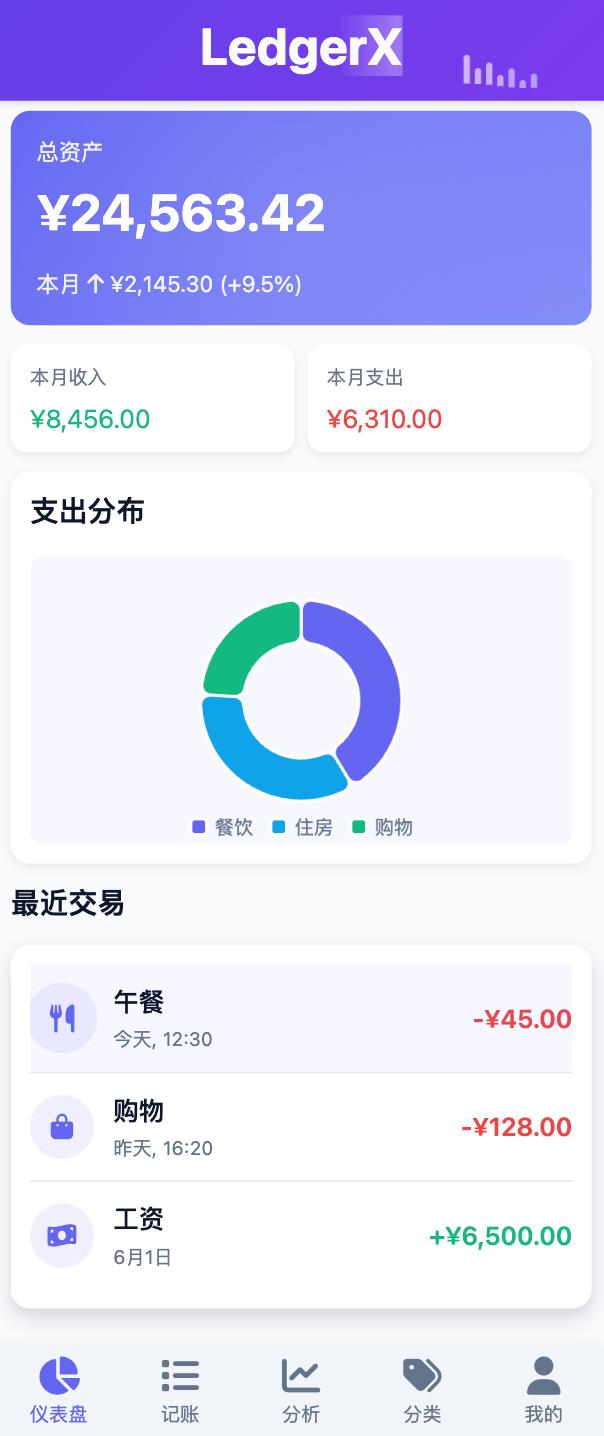 LedgerX
总资产
¥24,563.42
本月↑¥2,145.30 (+9.5%)
本月收入
¥8,456.00
本月支出
¥6,310.00
支出分布
餐饮 住房 购物
最近交易
午餐
今天, 12:30
-¥45.00
购物
昨天, 16:20
-¥128.00
工资
6月1日
+¥6,500.00
仪表盘 记账 分析 分类 我的